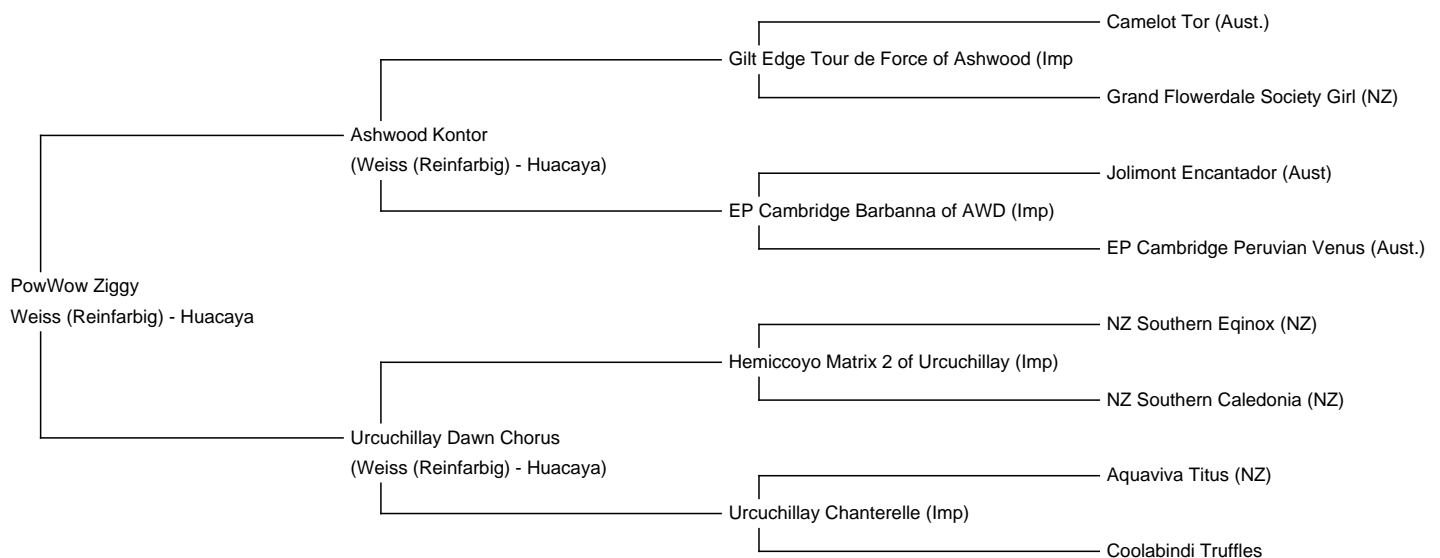 Camelot Tor (Aust.)
Gilt Edge Tour de Force of Ashwood (Imp
Grand Flowerdale Society Girl (NZ)
Ashwood Kontor
(Weiss (Reinfarbig) - Huacaya)
Jolimont Encantador (Aust)
EP Cambridge Barbanna of AWD (Imp)
EP Cambridge Peruvian Venus (Aust.)
PowWow Ziggy
Weiss (Reinfarbig) - Huacaya
NZ Southern Eqinox (NZ)
Hemiccoyo Matrix 2 of Urcuchillay (Imp)
NZ Southern Caledonia (NZ)
Urcuchillay Dawn Chorus
(Weiss (Reinfarbig) - Huacaya)
Aquaviva Titus (NZ)
Urcuchillay Chanterelle (Imp)
Coolabindi Truffles